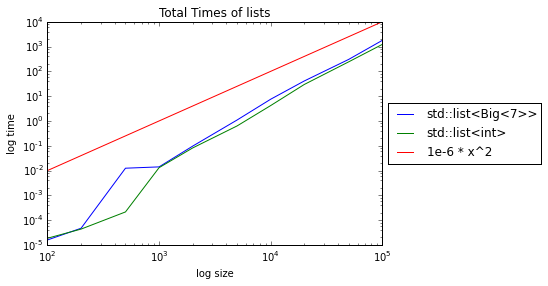 Total Times of lists
10^4
10^3
10^2
10^1
10^0
10^-1
10^-2
10^-3
10^-4
10^-5
log time
10^2
10^3
10^4
10^5
log size
std::list<Big<7>>
std::list<int>
1e-6 * x^2